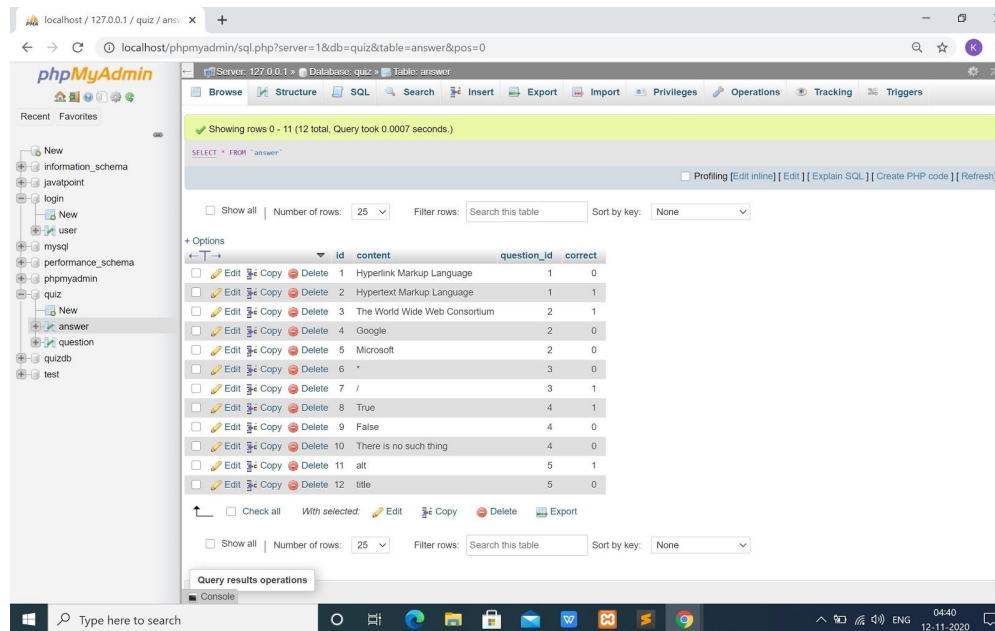 localhost / 127.0.0.1 / quiz / answ
localhost/phpmyadmin/sql.php?server=1&db=quiz&table=answer&pos=0
K
phpMyAdmin
Recent Favorites
New
information_schema
javatpoint
login
New
user
mysql
performance_schema
phpmyadmin
quiz
New
answer
question
quizdb
test
Server: 127.0.0.1 » Database: quiz » Table: answer
Browse Structure SQL Search Insert Export Import Privileges Operations Tracking Triggers
Showing rows 0 - 11 (12 total, Query took 0.0007 seconds.)
SELECT * FROM `answer`
Profiling [Edit inline] [ Edit ] [ Explain SQL ] [ Create PHP code ] [ Refresh]
Show all | Number of rows: 25 Filter rows: Search this table Sort by key: None
+ Options
←T→ id content question_id correct
Edit Copy Delete 1 Hyperlink Markup Language 1 0
Edit Copy Delete 2 Hypertext Markup Language 1 1
Edit Copy Delete 3 The World Wide Web Consortium 2 1
Edit Copy Delete 4 Google 2 0
Edit Copy Delete 5 Microsoft 2 0
Edit Copy Delete 6 * 3 0
Edit Copy Delete 7 / 3 1
Edit Copy Delete 8 True 4 1
Edit Copy Delete 9 False 4 0
Edit Copy Delete 10 There is no such thing 4 0
Edit Copy Delete 11 alt 5 1
Edit Copy Delete 12 title 5 0
Check all With selected: Edit Copy Delete Export
Show all | Number of rows: 25 Filter rows: Search this table Sort by key: None
Query results operations
Console
Type here to search
ENG
04:40
12-11-2020